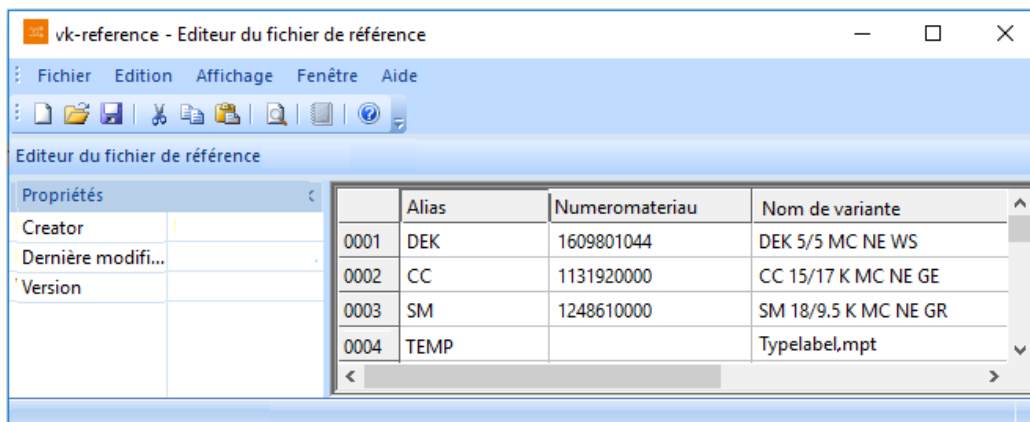 vk-reference - Editeur du fichier de référence
Fichier Edition Affichage Fenêtre Aide
Editeur du fichier de référence
Propriétés
Creator
Dernière modifi...
Version
Alias Numeromateriau Nom de variante
0001 DEK 1609801044 DEK 5/5 MC NE WS
0002 CC 1131920000 CC 15/17 K MC NE GE
0003 SM 1248610000 SM 18/9.5 K MC NE GR
0004 TEMP Typelabel,mpt